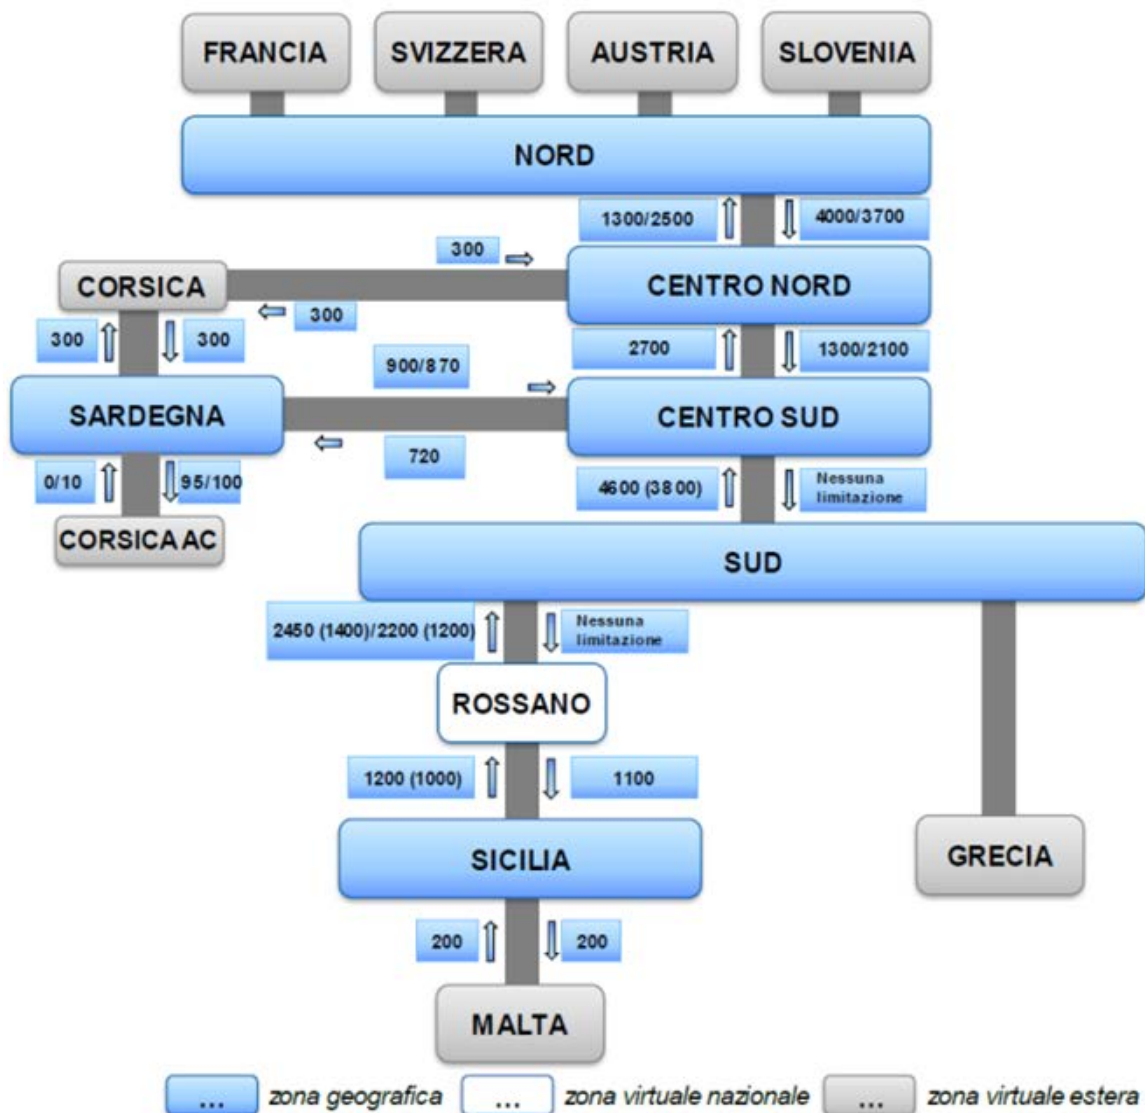 FRANCIA
SVIZZERA
AUSTRIA
SLOVENIA
NORD
1300/2500
4000/3700
300
CORSICA
CENTRO NORD
300
300
300
2700
1300/2100
900/870
SARDEGNA
CENTRO SUD
720
0/10
95/100
4600 (3800)
Nessuna
limitazione
CORSICA AC
SUD
2450 (1400)/2200 (1200)
Nessuna
limitazione
ROSSANO
1200 (1000)
1100
SICILIA
GRECIA
200
200
MALTA
... zona geografica
... zona virtuale nazionale
... zona virtuale estera